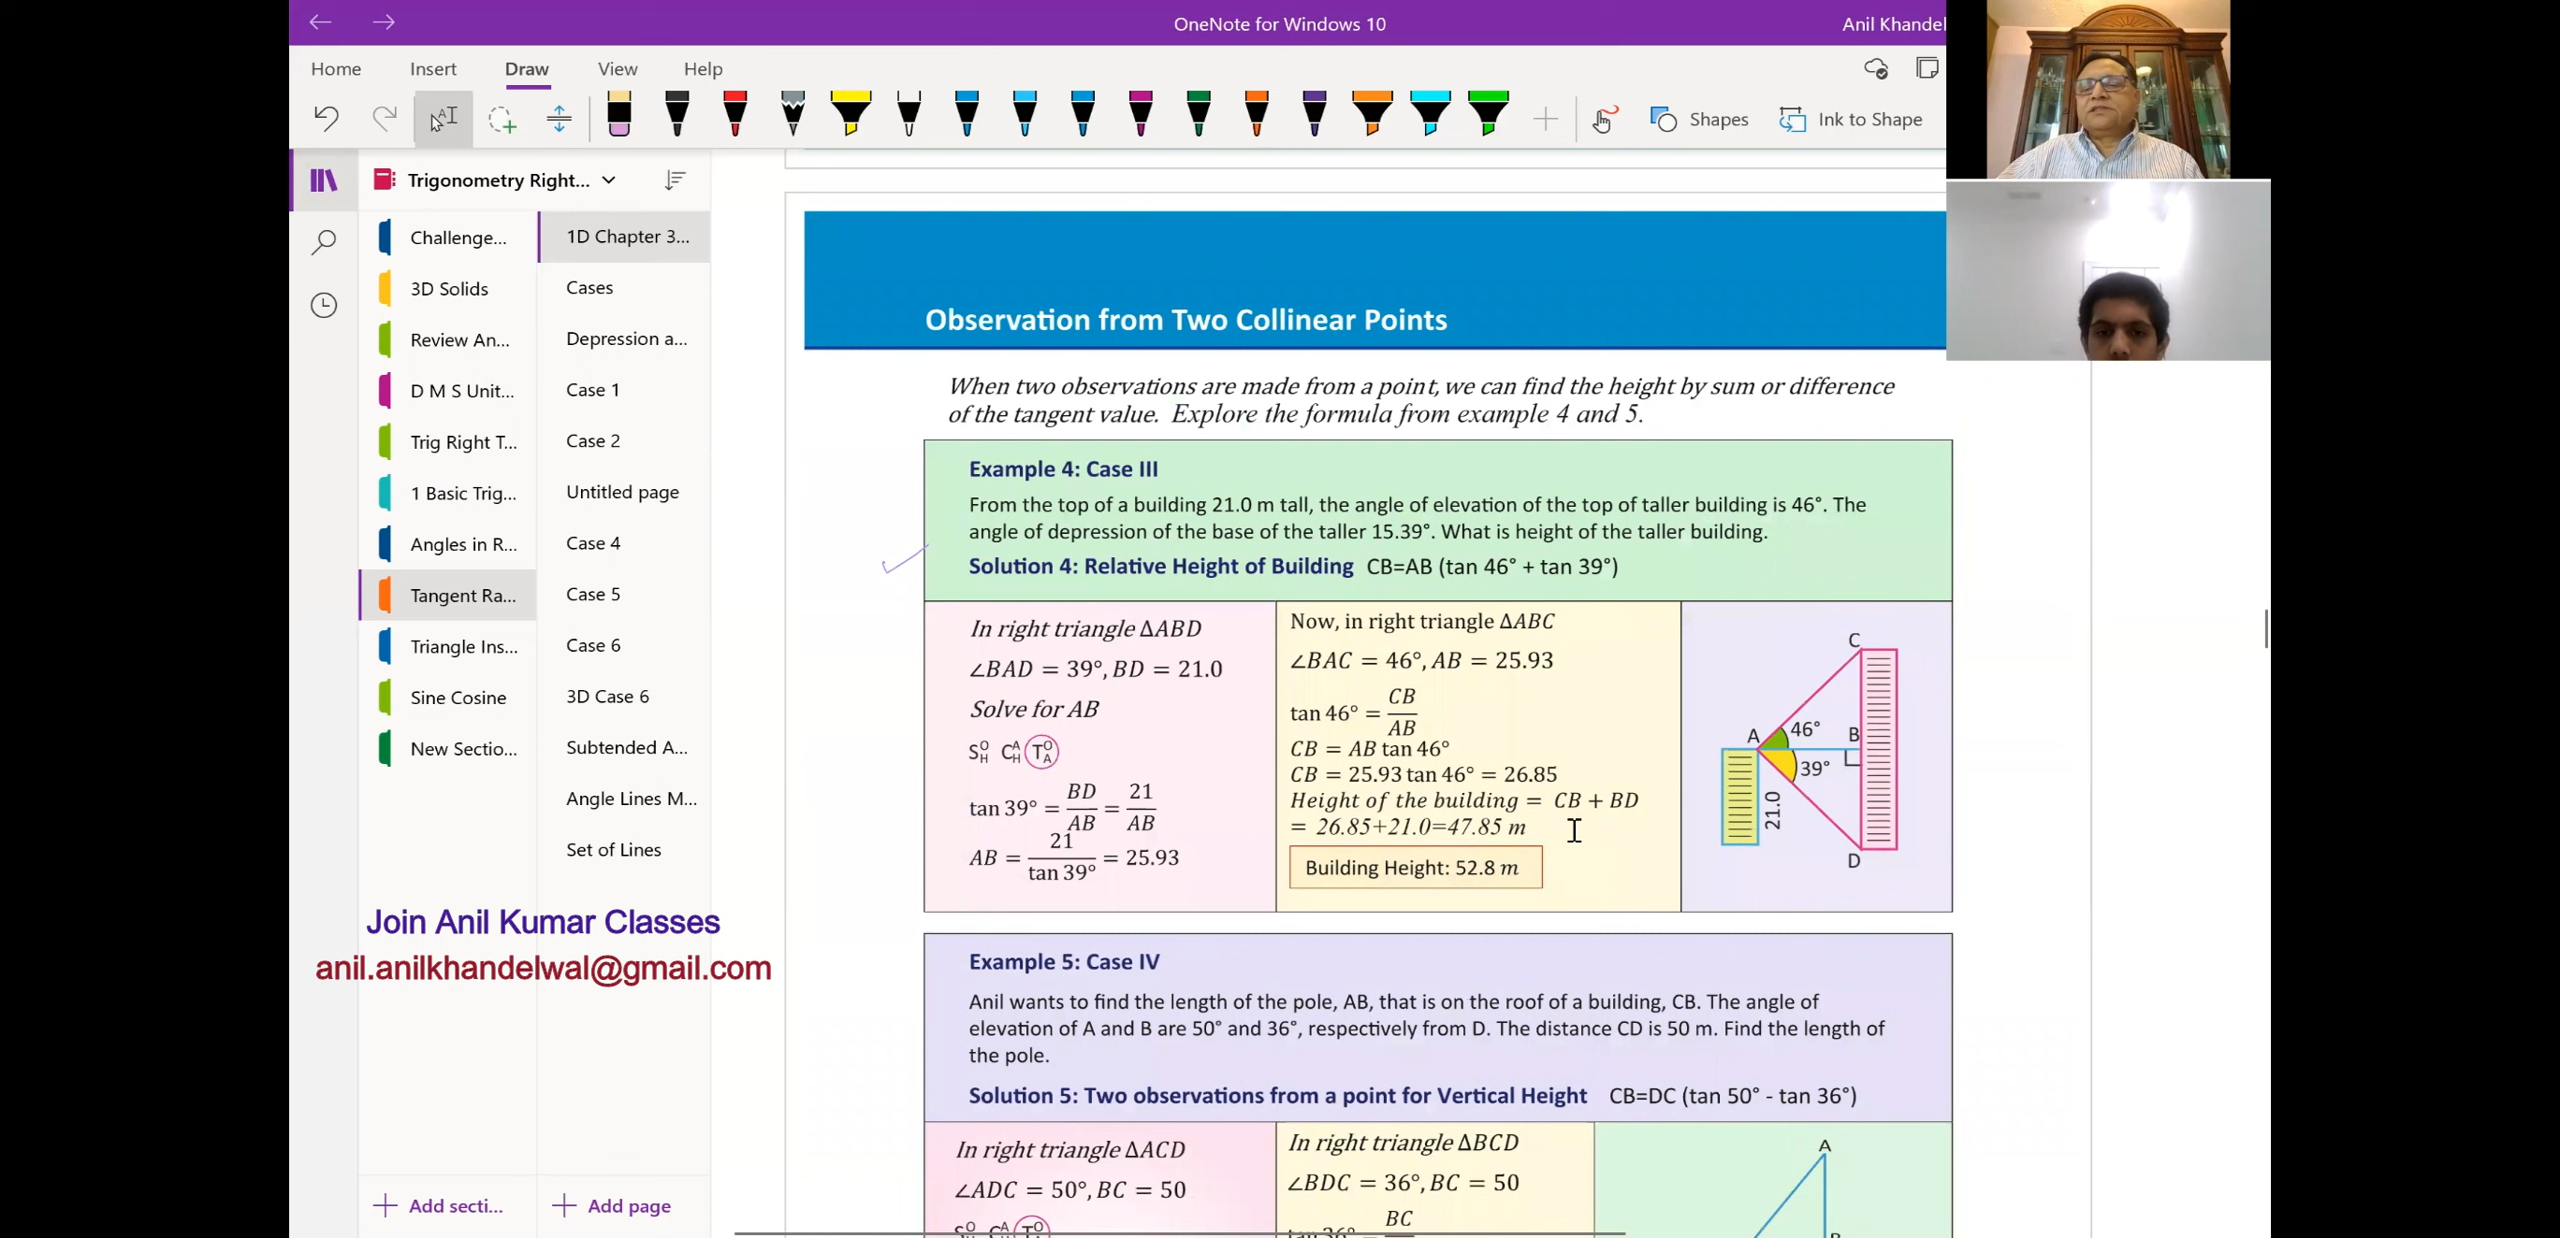 OneNote for Windows 10
Anil Khandel
Home Insert Draw View Help
Shapes Ink to Shape
Trigonometry Right...
Challenge...
3D Solids
Review An...
D M S Unit...
Trig Right T...
1 Basic Trig...
Angles in R...
Tangent Ra...
Triangle Ins...
Sine Cosine
New Sectio...
1D Chapter 3...
Cases
Depression a...
Case 1
Case 2
Untitled page
Case 4
Case 5
Case 6
3D Case 6
Subtended A...
Angle Lines M...
Set of Lines
Join Anil Kumar Classes
anil.anilkhandelwal@gmail.com
Add secti... Add page
Observation from Two Collinear Points
When two observations are made from a point, we can find the height by sum or difference
of the tangent value. Explore the formula from example 4 and 5.
Example 4: Case III
From the top of a building 21.0 m tall, the angle of elevation of the top of taller building is 46°. The
angle of depression of the base of the taller 15.39°. What is height of the taller building.
Solution 4: Relative Height of Building CB=AB (tan 46° + tan 39°)
In right triangle ΔABD
∠BAD = 39°, BD = 21.0
Solve for AB
S O H C A H T O A
tan 39° = BD/AB = 21/AB
AB = 21/tan 39° = 25.93
Now, in right triangle ΔABC
∠BAC = 46°, AB = 25.93
tan 46° = CB/AB
CB = AB tan 46°
CB = 25.93 tan 46° = 26.85
Height of the building = CB + BD
= 26.85+21.0=47.85 m
Building Height: 52.8 m
C
A 46° B
39°
21.0
D
Example 5: Case IV
Anil wants to find the length of the pole, AB, that is on the roof of a building, CB. The angle of
elevation of A and B are 50° and 36°, respectively from D. The distance CD is 50 m. Find the length of
the pole.
Solution 5: Two observations from a point for Vertical Height CB=DC (tan 50° - tan 36°)
In right triangle ΔACD
∠ADC = 50°, BC = 50
In right triangle ΔBCD
∠BDC = 36°, BC = 50
BC
A